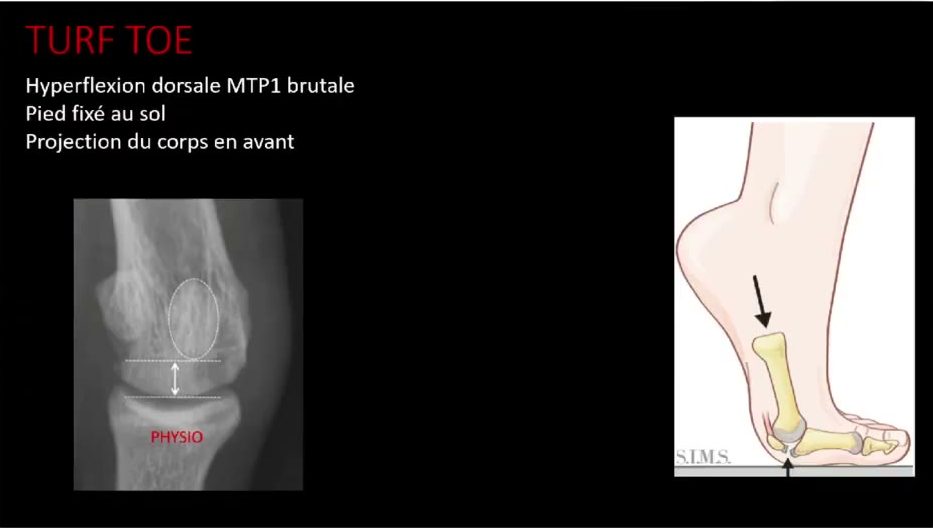 TURF TOE
Hyperflexion dorsale MTP1 brutale
Pied fixé au sol
Projection du corps en avant
PHYSIO
S.I.M.S.